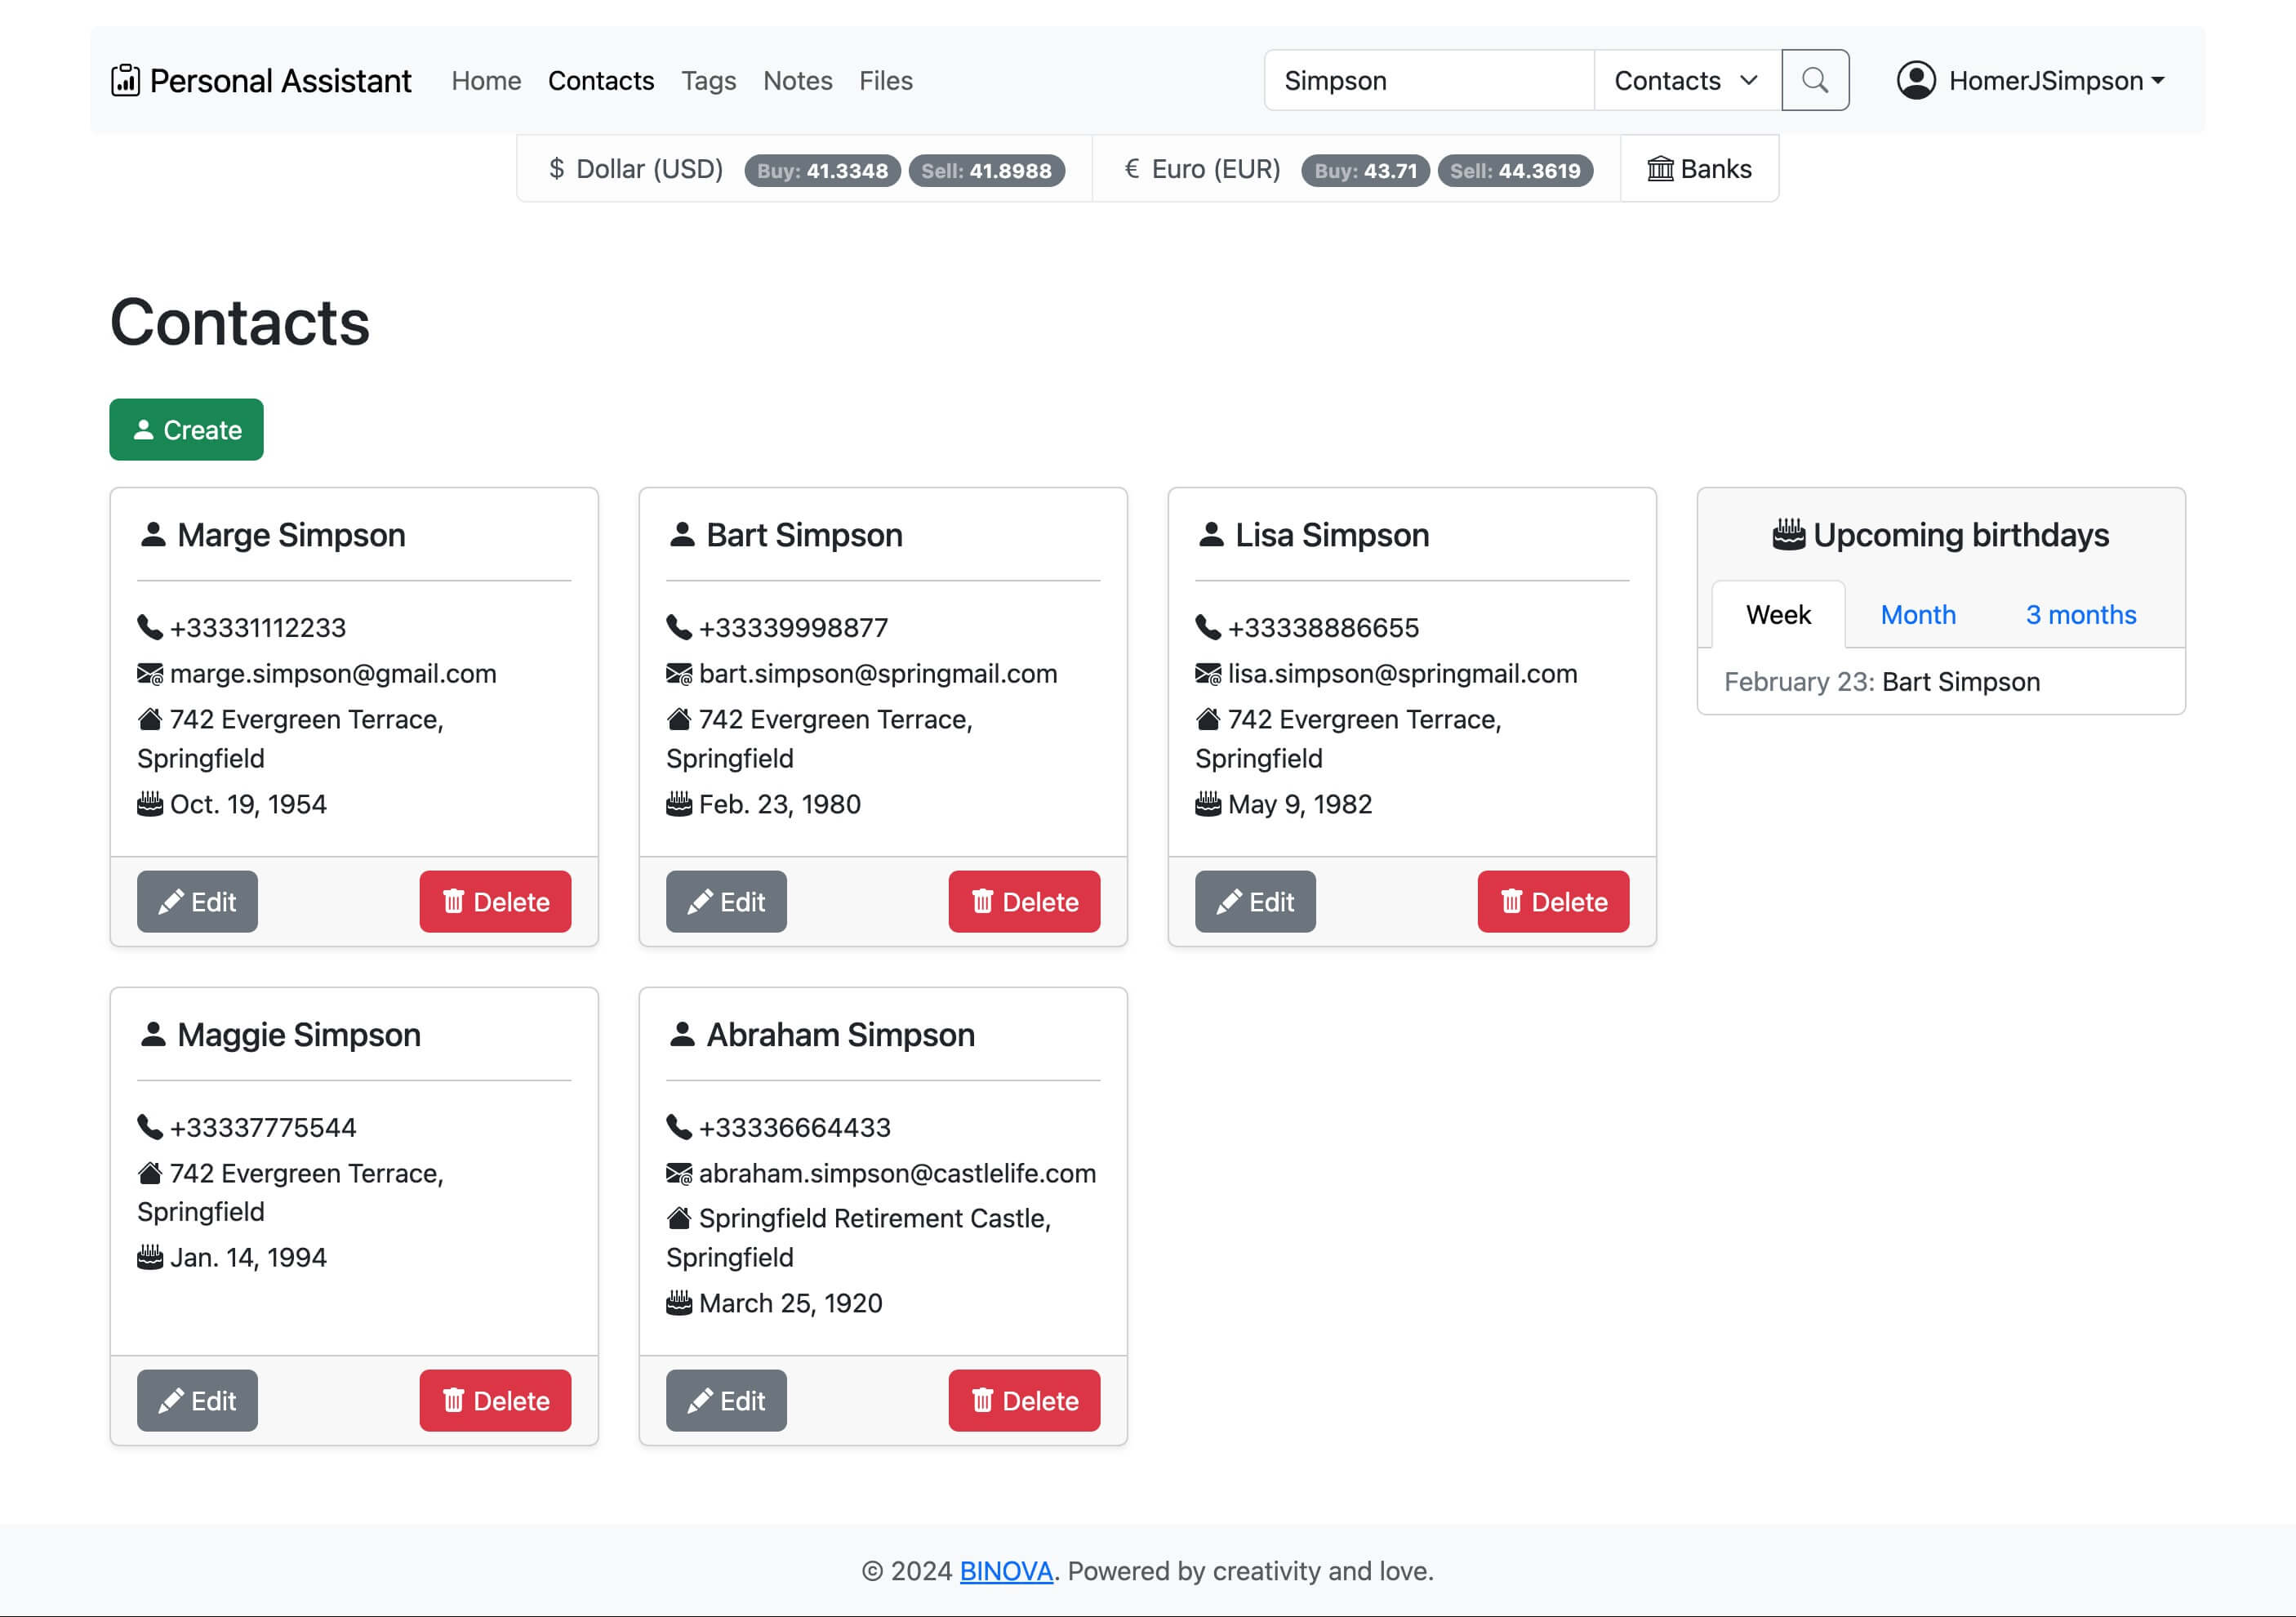 Personal Assistant Home Contacts Tags Notes Files Simpson Contacts HomerJSimpson
$ Dollar (USD) Buy: 41.3348 Sell: 41.8988 € Euro (EUR) Buy: 43.71 Sell: 44.3619 Banks
Contacts
Create
Marge Simpson
+33331112233
marge.simpson@gmail.com
742 Evergreen Terrace,
Springfield
Oct. 19, 1954
Edit Delete
Bart Simpson
+33339998877
bart.simpson@springmail.com
742 Evergreen Terrace,
Springfield
Feb. 23, 1980
Edit Delete
Lisa Simpson
+33338886655
lisa.simpson@springmail.com
742 Evergreen Terrace,
Springfield
May 9, 1982
Edit Delete
Upcoming birthdays
Week Month 3 months
February 23: Bart Simpson
Maggie Simpson
+33337775544
742 Evergreen Terrace,
Springfield
Jan. 14, 1994
Edit Delete
Abraham Simpson
+33336664433
abraham.simpson@castlelife.com
Springfield Retirement Castle,
Springfield
March 25, 1920
Edit Delete
© 2024 BINOVA. Powered by creativity and love.